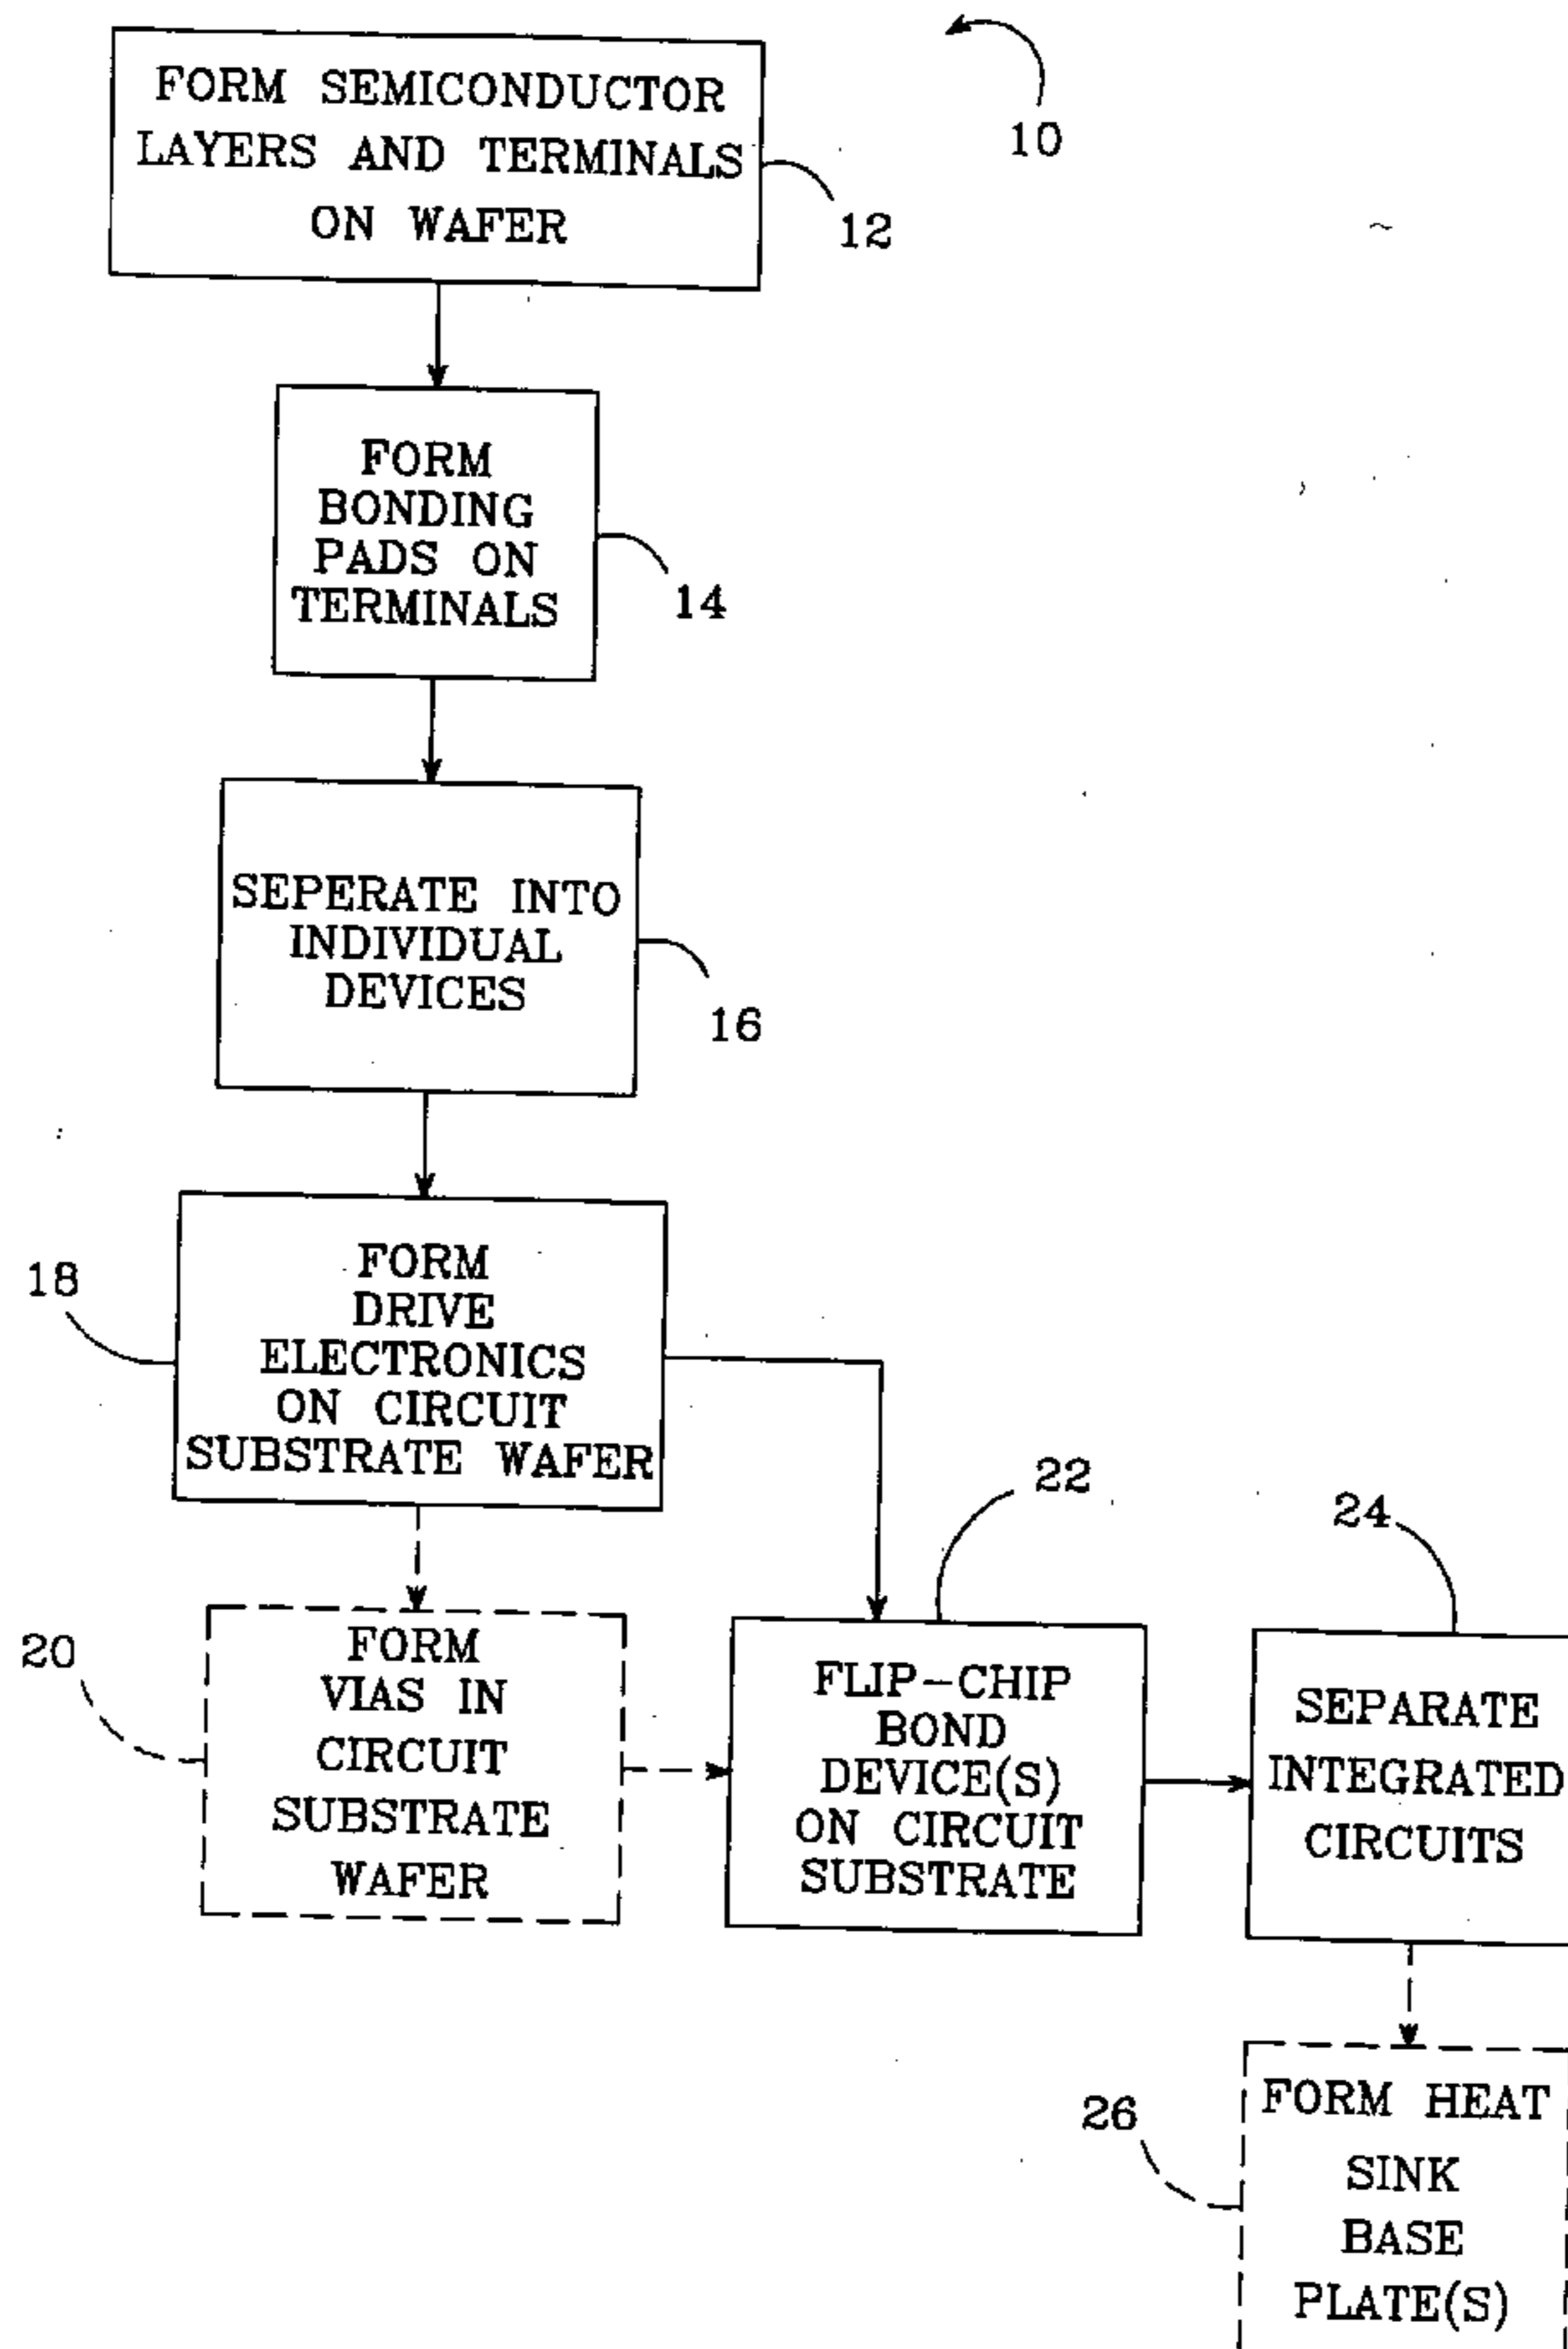 10
FORM SEMICONDUCTOR
LAYERS AND TERMINALS
ON WAFER
12
FORM
BONDING
PADS ON
TERMINALS
14
SEPERATE INTO
INDIVIDUAL
DEVICES
16
18
FORM
DRIVE
ELECTRONICS
ON CIRCUIT
SUBSTRATE WAFER
20
FORM
VIAS IN
CIRCUIT
SUBSTRATE
WAFER
22
FLIP-CHIP
BOND
DEVICE(S)
ON CIRCUIT
SUBSTRATE
24
SEPARATE
INTEGRATED
CIRCUITS
26
FORM HEAT
SINK
BASE
PLATE(S)